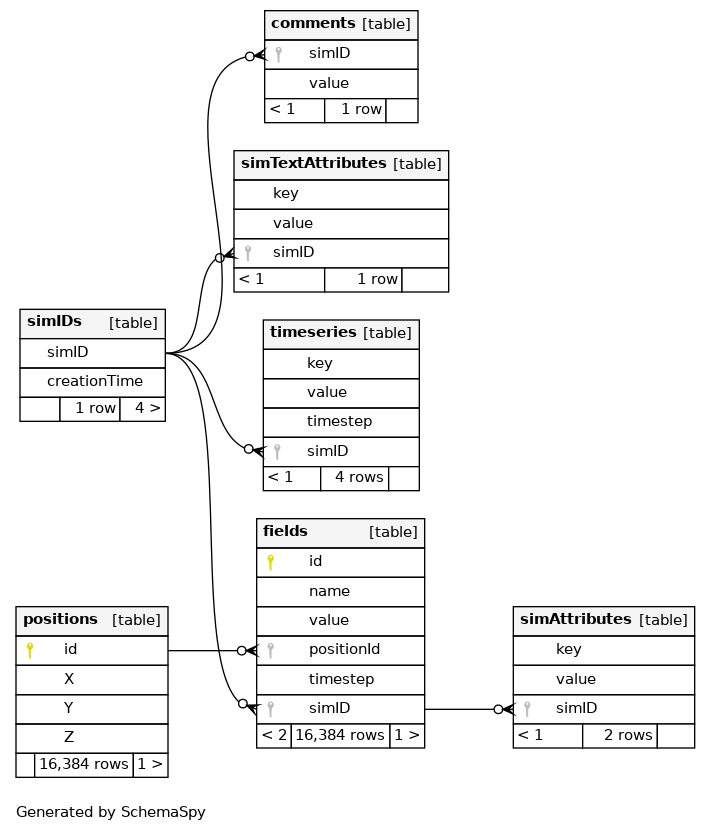 comments [table]
simID
value
< 1 1 row
simTextAttributes [table]
key
value
simID
< 1 1 row
simIDs [table]
simID
creationTime
1 row 4 >
timeseries [table]
key
value
timestep
simID
< 1 4 rows
fields [table]
id
name
value
positionId
timestep
simID
< 2 16,384 rows 1 >
positions [table]
id
X
Y
Z
16,384 rows 1 >
simAttributes [table]
key
value
simID
< 1 2 rows
Generated by SchemaSpy